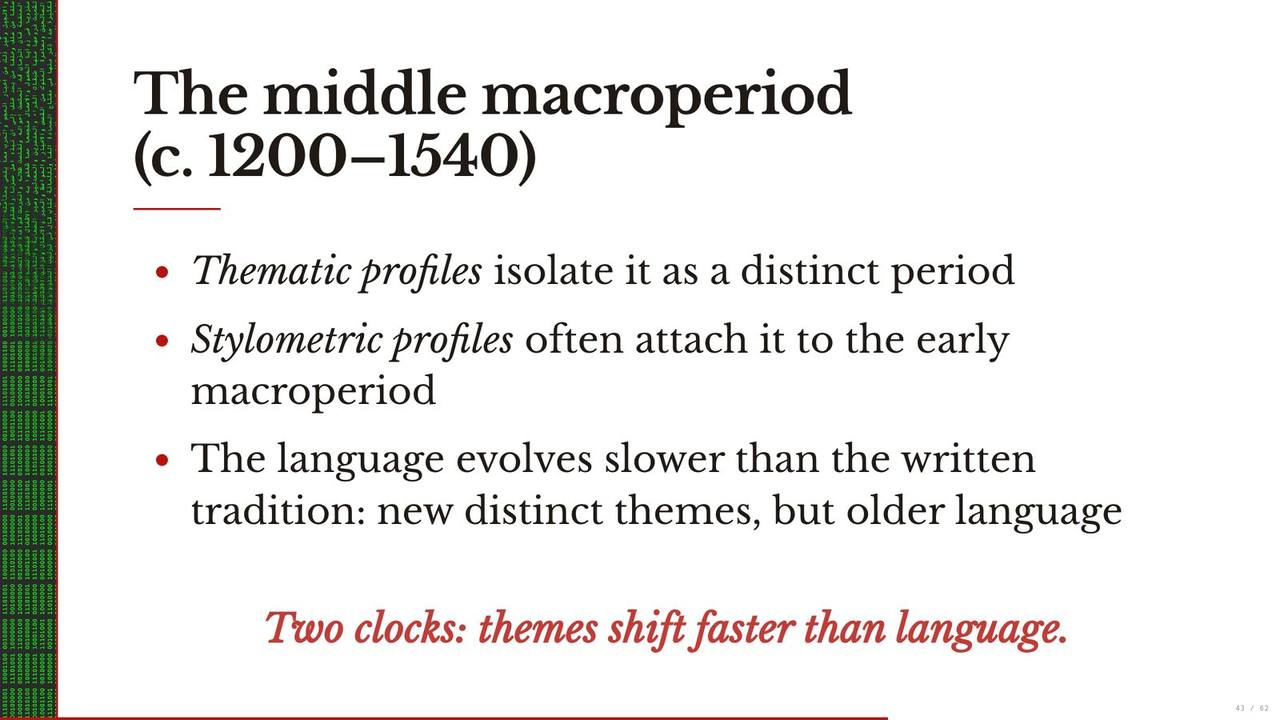 The middle macroperiod
(c. 1200–1540)
• Thematic profiles isolate it as a distinct period
• Stylometric profiles often attach it to the early
macroperiod
• The language evolves slower than the written
tradition: new distinct themes, but older language
Two clocks: themes shift faster than language.
43 / 62